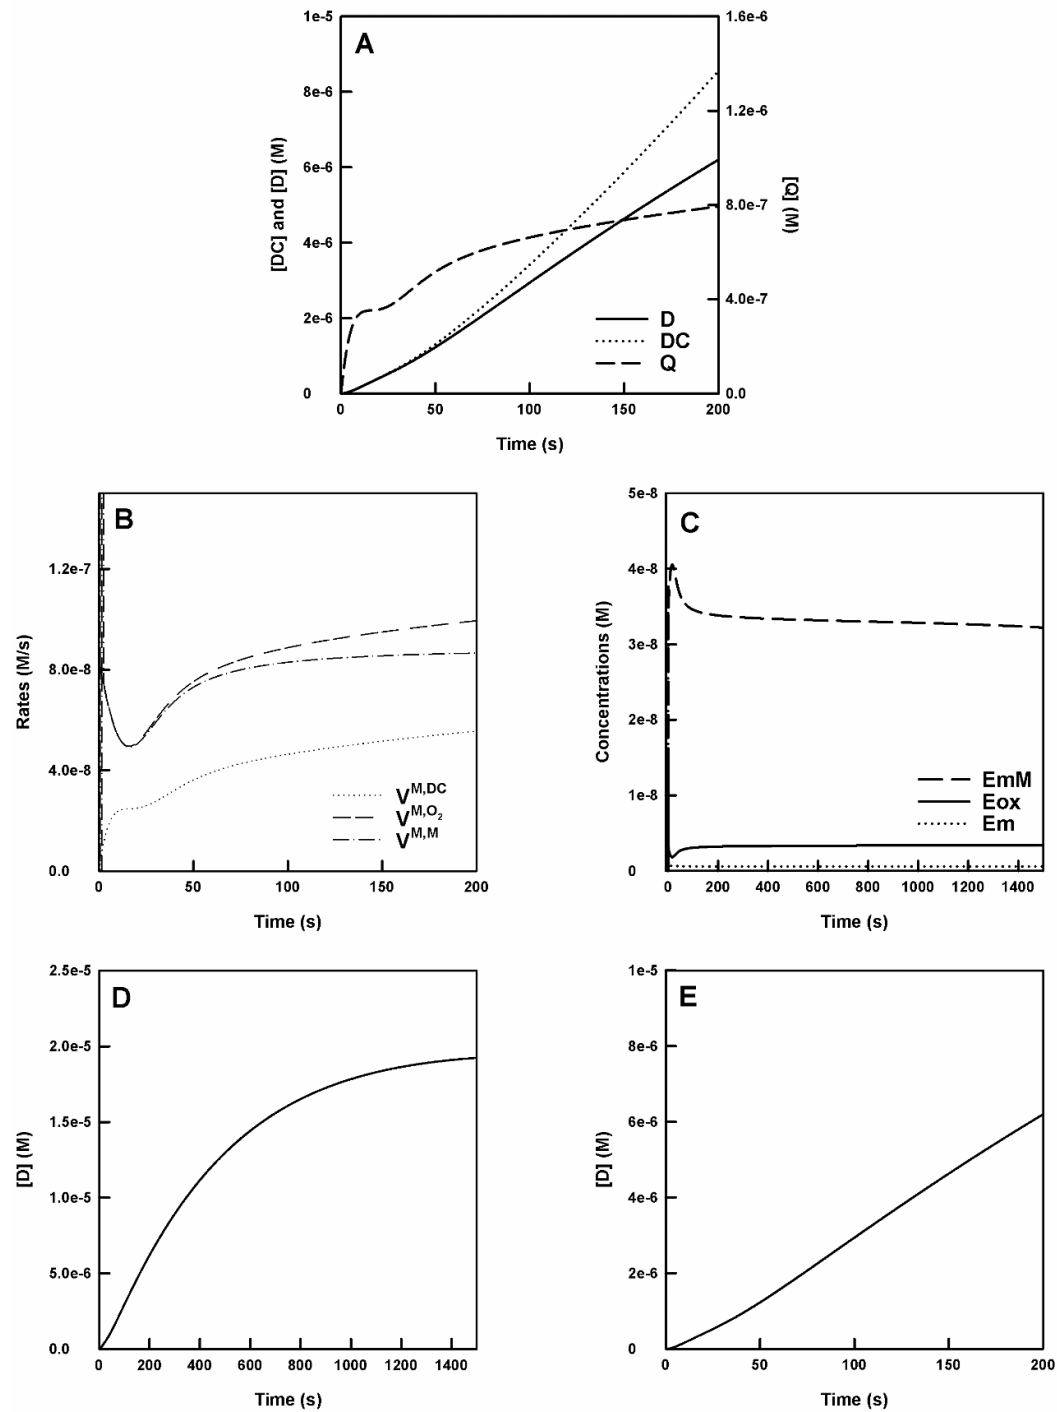 A
1e-5
8e-6
6e-6
4e-6
2e-6
0
[DC] and [D] (M)
1.6e-6
1.2e-6
8.0e-7
4.0e-7
0.0
[Q] (M)
D
DC
Q
0 50 100 150 200
Time (s)
B
1.2e-7
8.0e-8
4.0e-8
0.0
Rates (M/s)
V^M,DC
V^M,O₂
V^M,M
0 50 100 150 200
Time (s)
C
5e-8
4e-8
3e-8
2e-8
1e-8
0
Concentrations (M)
EmM
Eox
Em
0 200 400 600 800 1000 1200 1400
Time (s)
D
2.5e-5
2.0e-5
1.5e-5
1.0e-5
5.0e-6
0.0
[D] (M)
0 200 400 600 800 1000 1200 1400
Time (s)
E
1e-5
8e-6
6e-6
4e-6
2e-6
0
[D] (M)
0 50 100 150 200
Time (s)